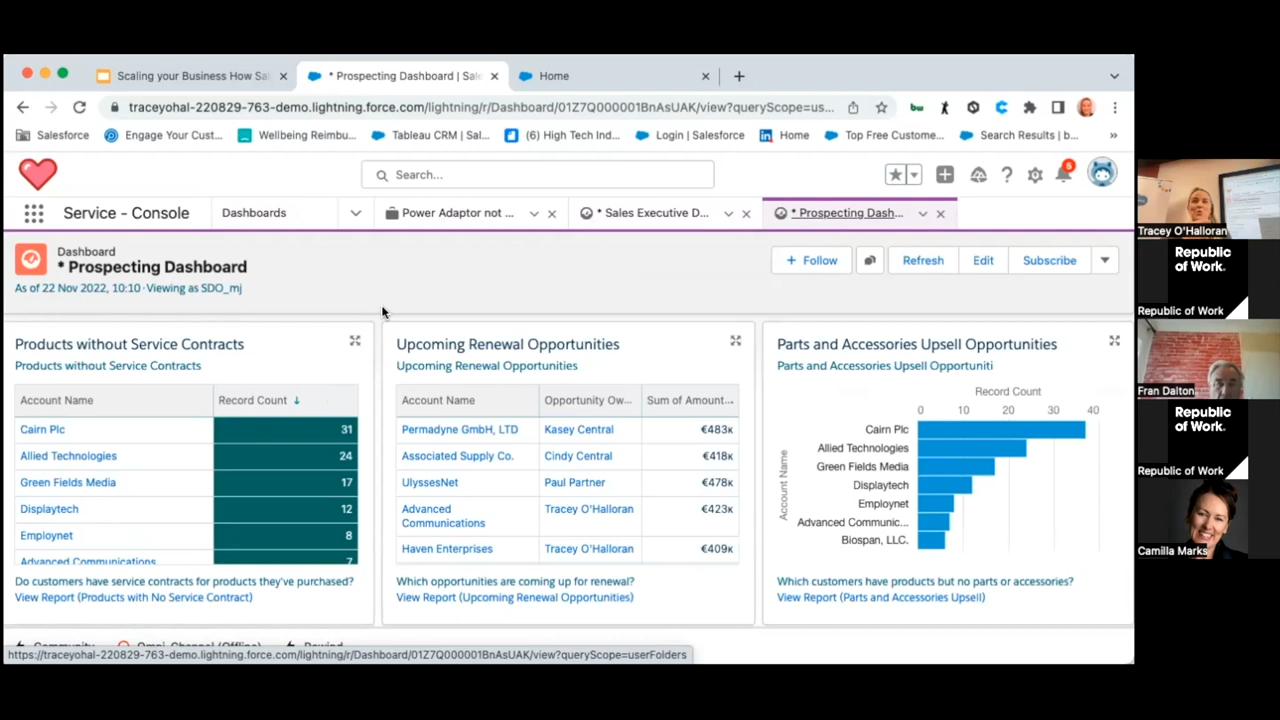 Scaling your Business How Sal
* Prospecting Dashboard | Sale
Home
traceyohal-220829-763-demo.lightning.force.com/lightning/r/Dashboard/01Z7Q000001BnAsUAK/view?queryScope=us...
Salesforce
Engage Your Cust...
Wellbeing Reimbu...
Tableau CRM | Sal...
(6) High Tech Ind...
Login | Salesforce
Home
Top Free Custome...
Search Results | b...
Search...
5
Service - Console
Dashboards
Power Adaptor not ...
* Sales Executive D...
* Prospecting Dash...
Dashboard
* Prospecting Dashboard
As of 22 Nov 2022, 10:10·Viewing as SDO_mj
Follow
Refresh
Edit
Subscribe
Products without Service Contracts
Products without Service Contracts
Account Name Record Count ↓
Cairn Plc 31
Allied Technologies 24
Green Fields Media 17
Displaytech 12
Employnet 8
Advanced Communications 7
Do customers have service contracts for products they've purchased?
View Report (Products with No Service Contract)
Upcoming Renewal Opportunities
Upcoming Renewal Opportunities
Account Name Opportunity Ow... Sum of Amount...
Permadyne GmbH, LTD Kasey Central €483K
Associated Supply Co. Cindy Central €418K
UlyssesNet Paul Partner €478K
Advanced Communications Tracey O'Halloran €423K
Haven Enterprises Tracey O'Halloran €409K
Which opportunities are coming up for renewal?
View Report (Upcoming Renewal Opportunities)
Parts and Accessories Upsell Opportunities
Parts and Accessories Upsell Opportuniti
Record Count
0 10 20 30 40
Account Name
Cairn Plc
Allied Technologies
Green Fields Media
Displaytech
Employnet
Advanced Communic...
Biospan, LLC.
Which customers have products but no parts or accessories?
View Report (Parts and Accessories Upsell)
Community
Omni-Channel (Offline)
Rewind
https://traceyohal-220829-763-demo.lightning.force.com/lightning/r/Dashboard/01Z7Q000001BnAsUAK/view?queryScope=userFolders
Tracey O'Halloran
Republic
of Work.
Republic of Work
Fran Dalton
Republic
of Work.
Republic of Work
Camilla Marks